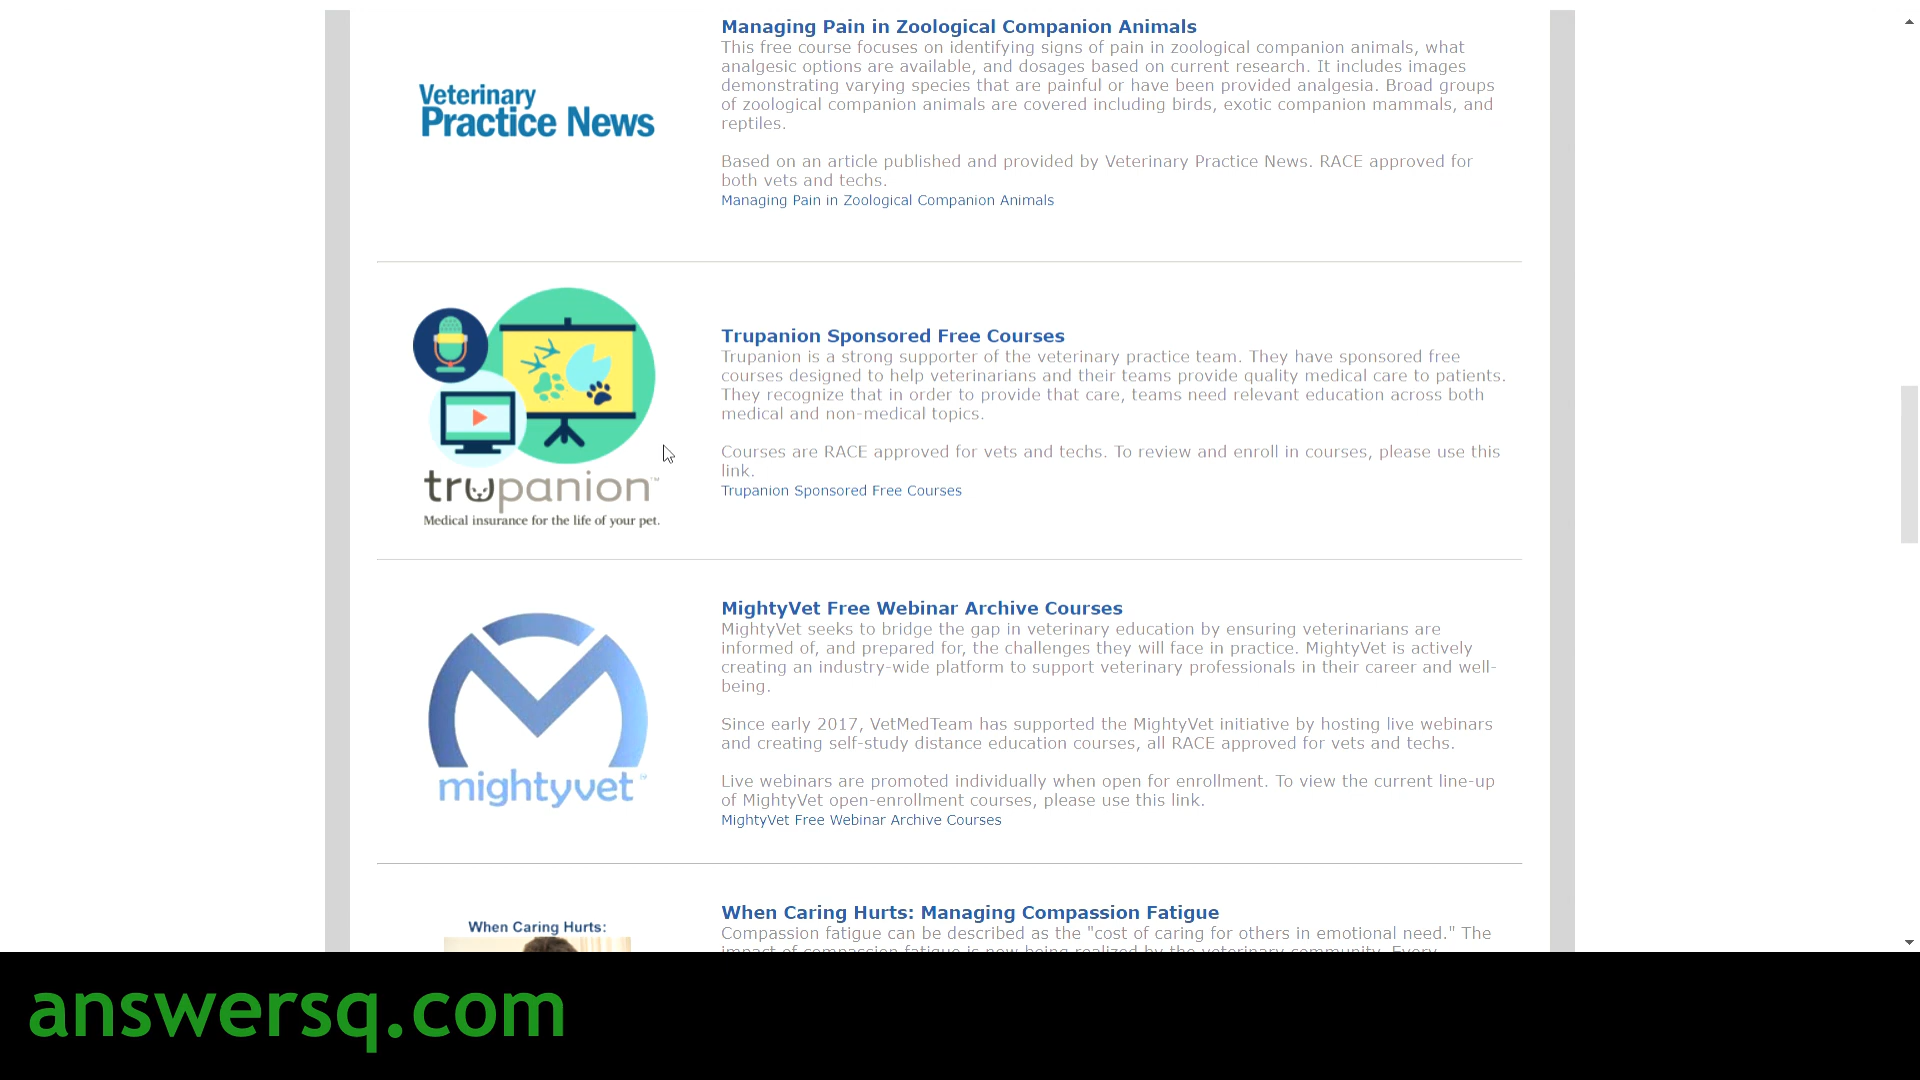 Managing Pain in Zoological Companion Animals
This free course focuses on identifying signs of pain in zoological companion animals, what
analgesic options are available, and dosages based on current research. It includes images
demonstrating varying species that are painful or have been provided analgesia. Broad groups
of zoological companion animals are covered including birds, exotic companion mammals, and
reptiles.
Based on an article published and provided by Veterinary Practice News. RACE approved for
both vets and techs.
Managing Pain in Zoological Companion Animals
Veterinary
Practice News
Trupanion Sponsored Free Courses
Trupanion is a strong supporter of the veterinary practice team. They have sponsored free
courses designed to help veterinarians and their teams provide quality medical care to patients.
They recognize that in order to provide that care, teams need relevant education across both
medical and non-medical topics.
Courses are RACE approved for vets and techs. To review and enroll in courses, please use this
link.
Trupanion Sponsored Free Courses
trupanion™
Medical insurance for the life of your pet.
MightyVet Free Webinar Archive Courses
MightyVet seeks to bridge the gap in veterinary education by ensuring veterinarians are
informed of, and prepared for, the challenges they will face in practice. MightyVet is actively
creating an industry-wide platform to support veterinary professionals in their career and well-
being.
Since early 2017, VetMedTeam has supported the MightyVet initiative by hosting live webinars
and creating self-study distance education courses, all RACE approved for vets and techs.
Live webinars are promoted individually when open for enrollment. To view the current line-up
of MightyVet open-enrollment courses, please use this link.
MightyVet Free Webinar Archive Courses
mightyvet™
When Caring Hurts: Managing Compassion Fatigue
Compassion fatigue can be described as the "cost of caring for others in emotional need." The
impact of compassion fatigue is now being realized by the veterinary community. Every
When Caring Hurts:
answersq.com